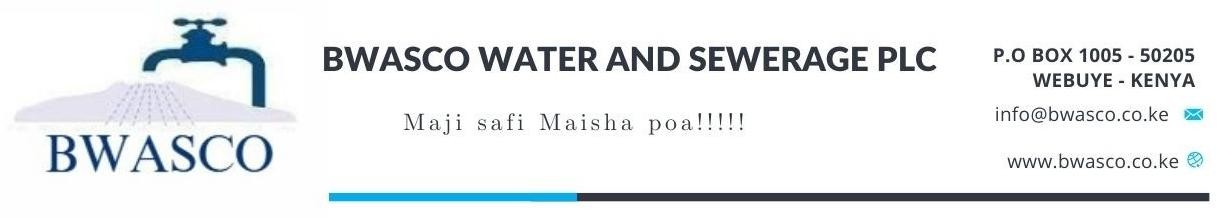 BWASCO
BWASCO WATER AND SEWERAGE PLC
Maji safi Maisha poa!!!!!
P.O BOX 1005 - 50205
WEBUYE - KENYA
info@bwasco.co.ke
www.bwasco.co.ke